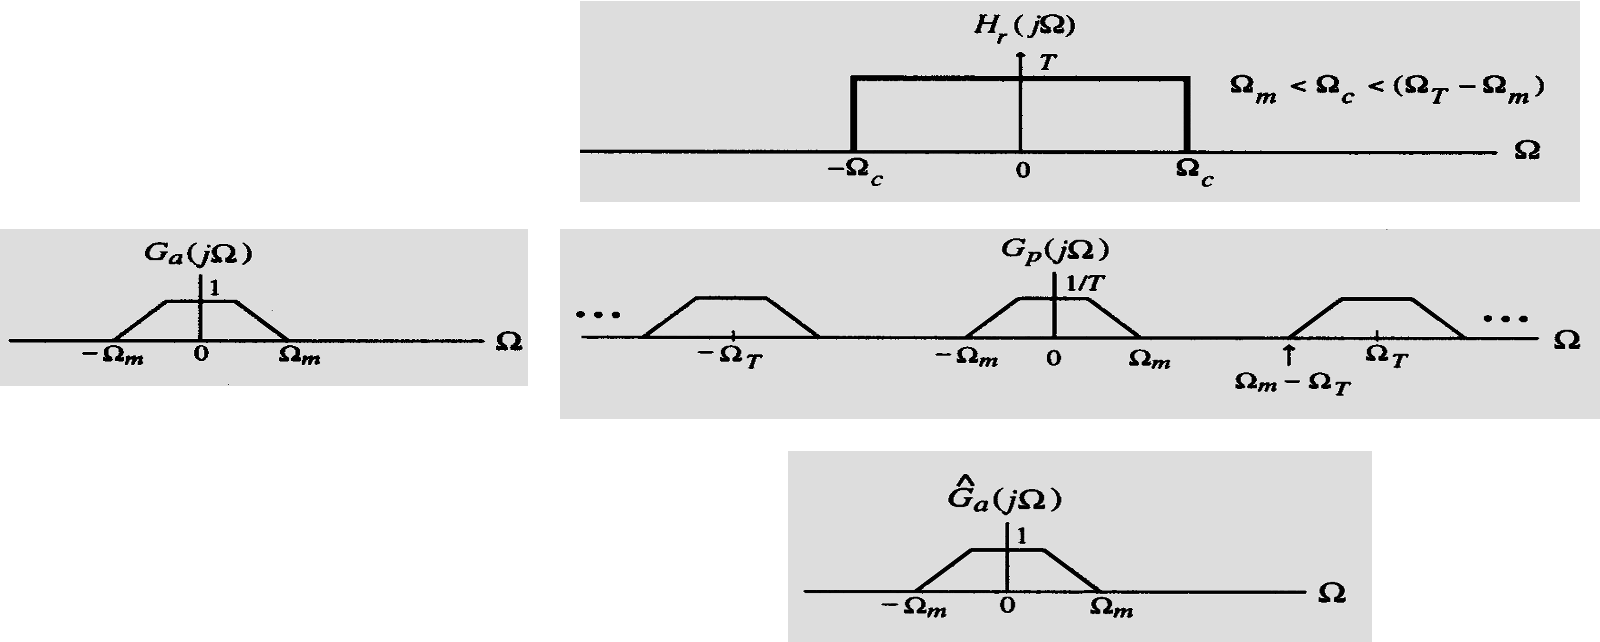 H_r(jΩ)
T
Ω_m < Ω_c < (Ω_T − Ω_m)
−Ω_c 0 Ω_c Ω
G_a(jΩ)
1
−Ω_m 0 Ω_m Ω
G_p(jΩ)
1/T
••• •••
−Ω_T −Ω_m 0 Ω_m Ω_T Ω
Ω_m − Ω_T
Ĝ_a(jΩ)
1
−Ω_m 0 Ω_m Ω